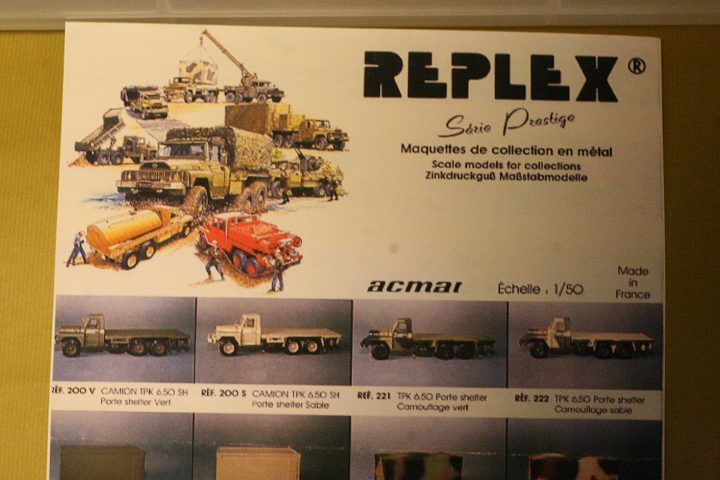 REPLEX®
Série Prestige
Maquettes de collection en métal
Scale models for collections
Zinkdruckguß Maßstabmodelle
acmat
Échelle : 1/50
Made
in
France
RÉF. 200 V CAMION TPK 6.50 SH
Porte shelter Vert
RÉF. 200 S CAMION TPK 6.50 SH
Porte shelter Sable
REF. 221 TPK 6.50 Porte shelter
Camouflage vert
RÉF. 222 TPK 6.50 Porte shelter
Camouflage sable